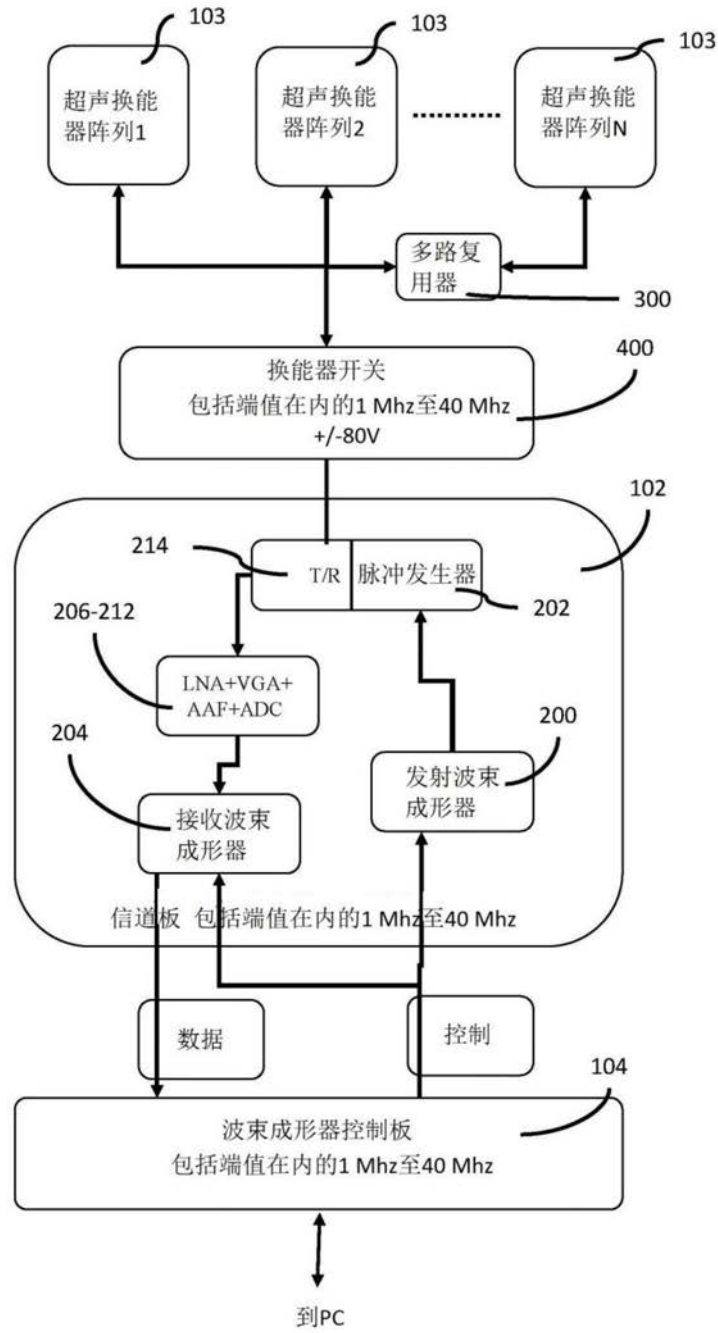 103
103
103
超声换能
器阵列1
超声换能
器阵列2
超声换能
器阵列N
多路复
用器
300
400
换能器开关
包括端值在内的1 Mhz至40 Mhz
+/-80V
102
214
T/R
脉冲发生器
202
206-212
LNA+VGA+
AAF+ADC
204
200
发射波束
成形器
接收波束
成形器
信道板 包括端值在内的1 Mhz至40 Mhz
数据
控制
104
波束成形器控制板
包括端值在内的1 Mhz至40 Mhz
到PC